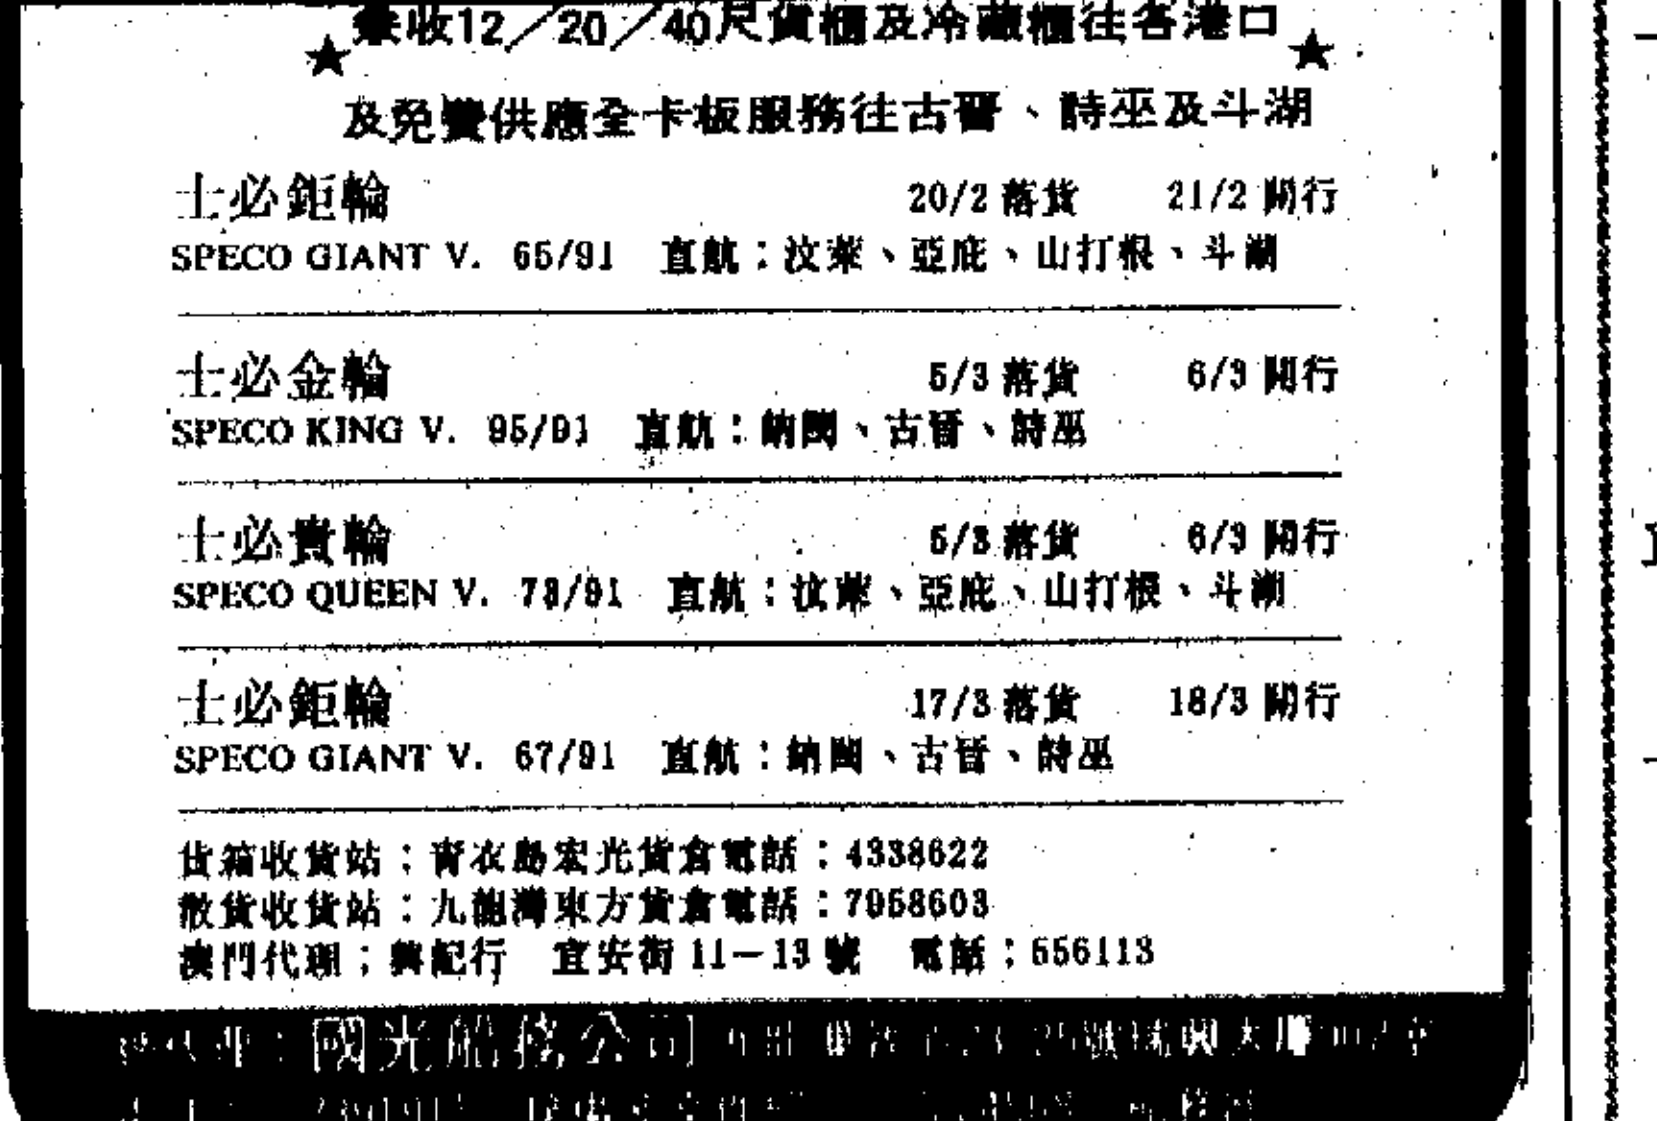 ★兼收12／20／40尺貨櫃及冷藏櫃往各港口★
及免費供應全卡板服務往古晉、詩巫及斗湖
士必鉅輪 20/2 落貨 21/2 開行
SPECO GIANT V. 65/91 直航：汶萊、亞庇、山打根、斗湖
士必金輪 5/3 落貨 6/3 開行
SPECO KING V. 95/91 直航：納閩、古晉、詩巫
士必貴輪 5/3 落貨 6/3 開行
SPECO QUEEN V. 73/91 直航：汶萊、亞庇、山打根、斗湖
士必鉅輪 17/3 落貨 18/3 開行
SPECO GIANT V. 67/91 直航：納閩、古晉、詩巫
貨箱收貨站：青衣島宏光貨倉電話：4338622
散貨收貨站：九龍灣東方貨倉電話：7958603
澳門代理；興記行 宜安街 11－13 號 電話；556113
國光船務公司